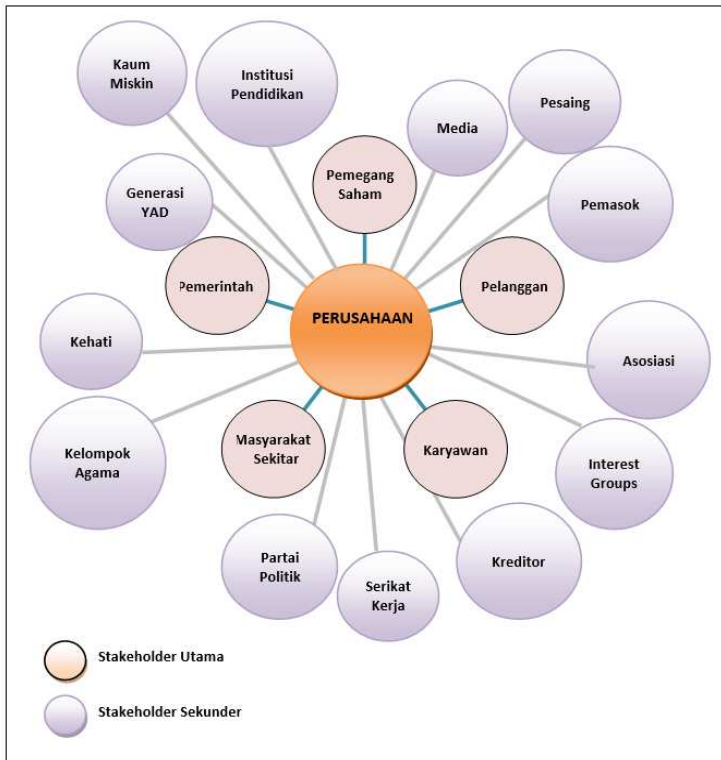 Kaum
Miskin
Institusi
Pendidikan
Media
Pesaing
Pemegang
Saham
Generasi
YAD
Pemasok
Pemerintah
Pelanggan
PERUSAHAAN
Kehati
Asosiasi
Masyarakat
Sekitar
Karyawan
Kelompok
Agama
Interest
Groups
Partai
Politik
Kreditor
Serikat
Kerja
Stakeholder Utama
Stakeholder Sekunder